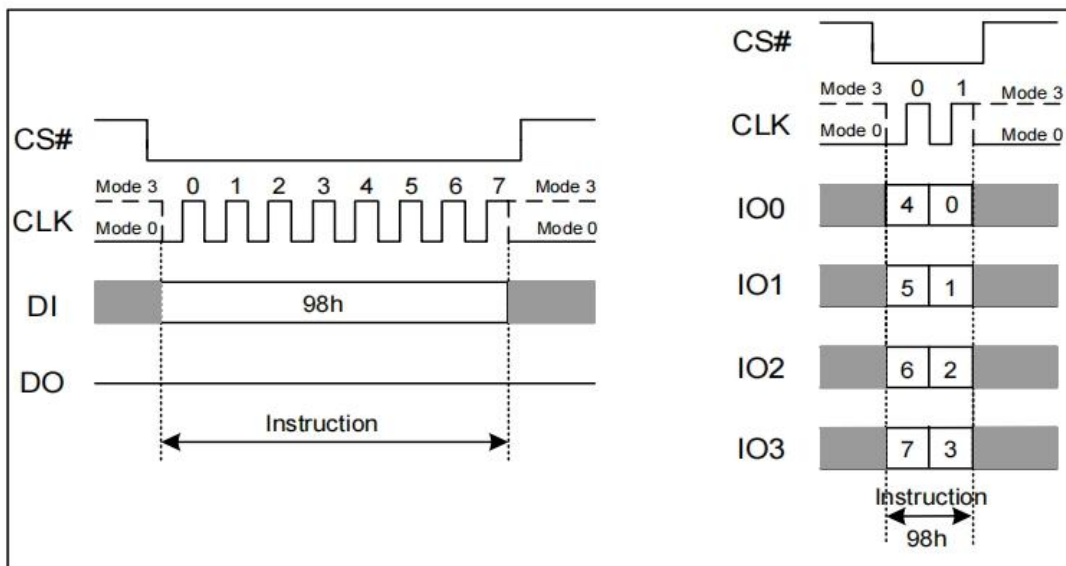 CS#
Mode 3 0 1 2 3 4 5 6 7 Mode 3
CLK
Mode 0 Mode 0
DI 98h
DO
Instruction
CS#
Mode 3 0 1 Mode 3
CLK
Mode 0 Mode 0
IO0 4 0
IO1 5 1
IO2 6 2
IO3 7 3
Instruction
98h